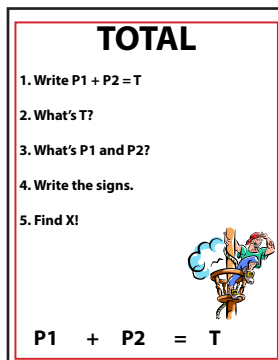 TOTAL
1. Write P1 + P2 = T
2. What's T?
3. What's P1 and P2?
4. Write the signs.
5. Find X!
P1 + P2 = T